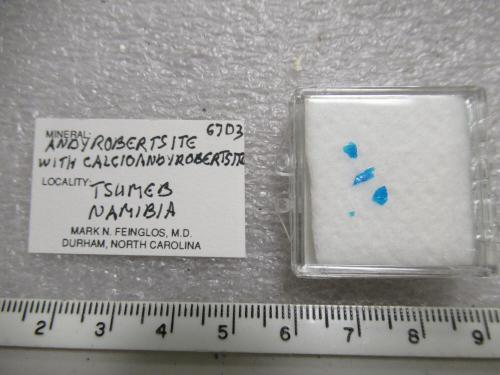 67D3
MINERAL:
ANDYROBERTSITE
WITH CALCIOANDYROBERTSITE
LOCALITY: TSUMEB
NAMIBIA
MARK N. FEINGLOS, M.D.
DURHAM, NORTH CAROLINA
2 3 4 5 6 7 8 9